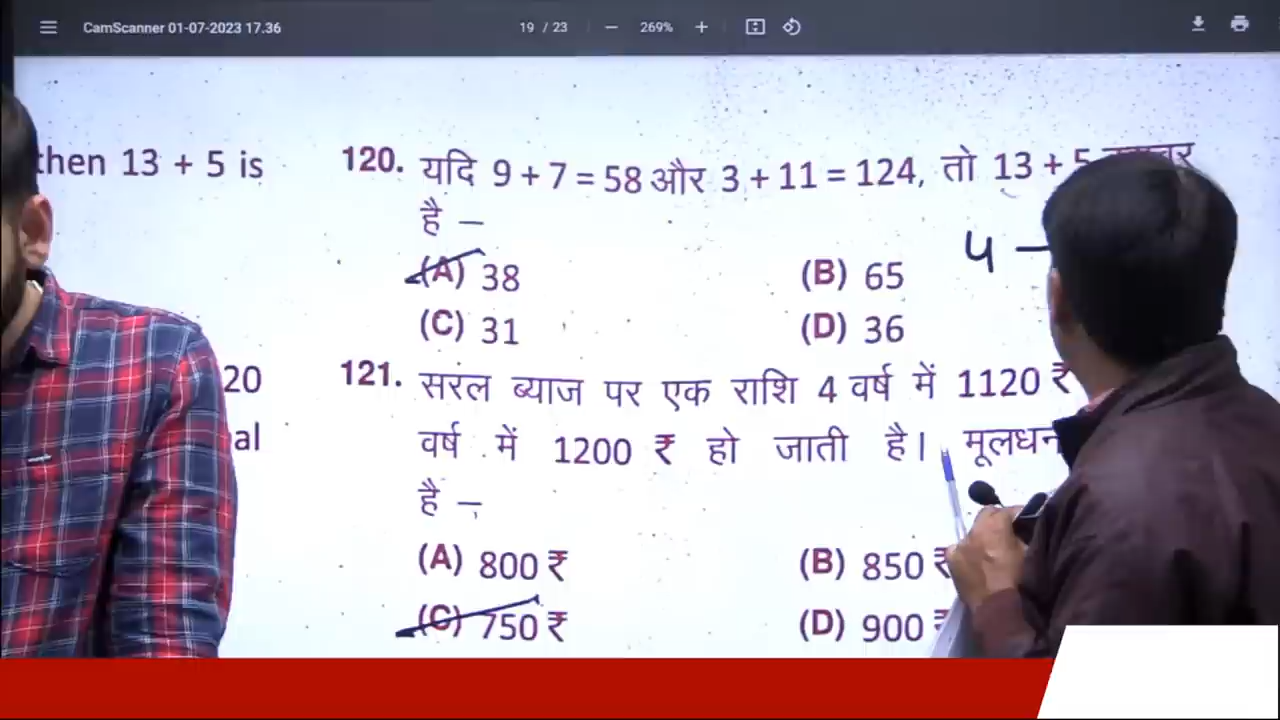 CamScanner 01-07-2023 17.36
19 / 23
269%
then 13 + 5 is
120. यदि 9 + 7 = 58 और 3 + 11 = 124, तो 13 + 5
है –
(A) 38
(B) 65
4 –
(C) 31
(D) 36
20
al
121. सरल ब्याज पर एक राशि 4 वर्ष में 1120 ₹
वर्ष में 1200 ₹ हो जाती है। मूलधन
है –
(A) 800 ₹
(B) 850 ₹
(C) 750 ₹
(D) 900 ₹